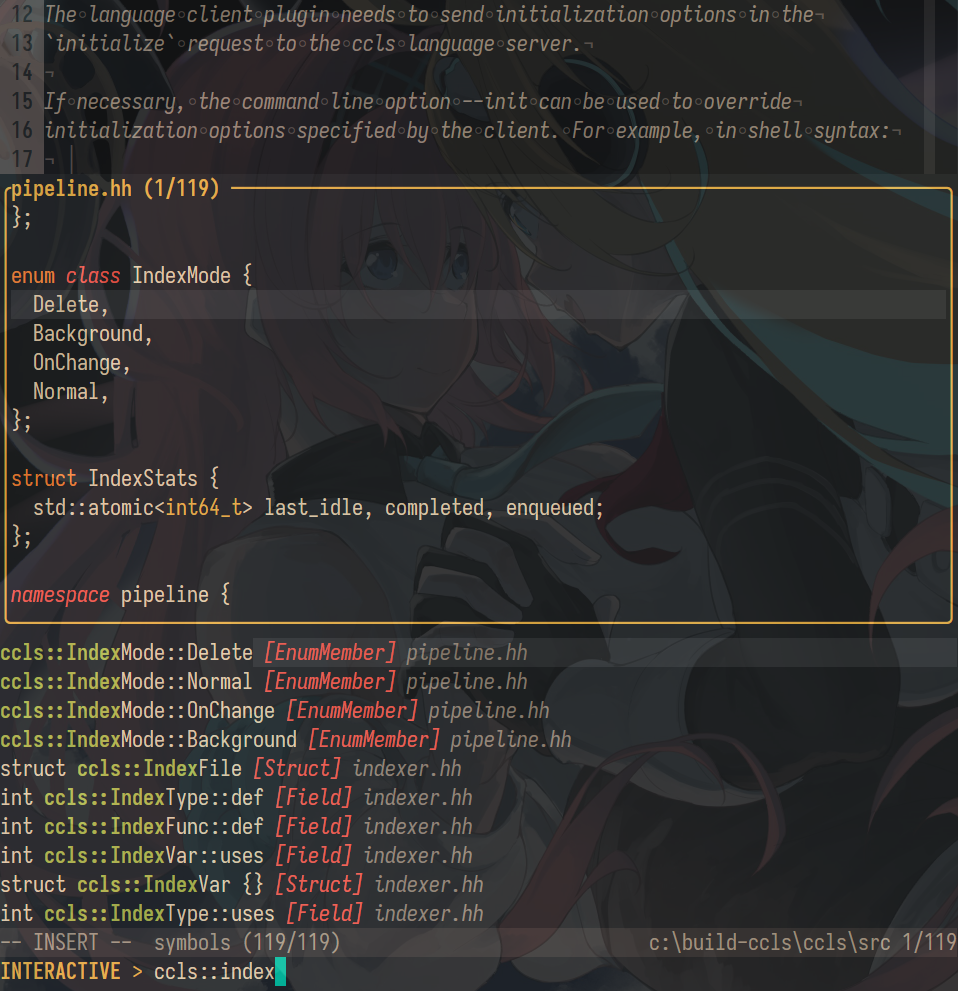 12 The language client plugin needs to send initialization options in the¬
13 `initialize` request to the ccls language server.¬
14 ¬
15 If necessary, the command line option --init can be used to override¬
16 initialization options specified by the client. For example, in shell syntax:¬
17 ¬
pipeline.hh (1/119)
};
enum class IndexMode {
Delete,
Background,
OnChange,
Normal,
};
struct IndexStats {
std::atomic<int64_t> last_idle, completed, enqueued;
};
namespace pipeline {
ccls::IndexMode::Delete [EnumMember] pipeline.hh
ccls::IndexMode::Normal [EnumMember] pipeline.hh
ccls::IndexMode::OnChange [EnumMember] pipeline.hh
ccls::IndexMode::Background [EnumMember] pipeline.hh
struct ccls::IndexFile [Struct] indexer.hh
int ccls::IndexType::def [Field] indexer.hh
int ccls::IndexFunc::def [Field] indexer.hh
int ccls::IndexVar::uses [Field] indexer.hh
struct ccls::IndexVar {} [Struct] indexer.hh
int ccls::IndexType::uses [Field] indexer.hh
-- INSERT -- symbols (119/119) c:\build-ccls\ccls\src 1/119
INTERACTIVE > ccls::index